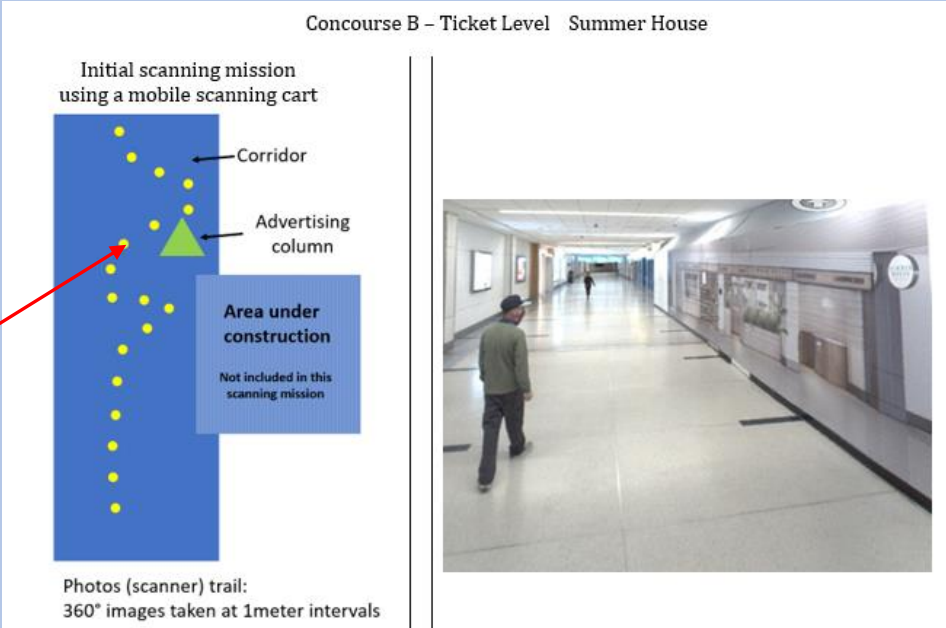 Concourse B – Ticket Level Summer House
Initial scanning mission
using a mobile scanning cart
Corridor
Advertising
column
Area under
construction
Not included in this
scanning mission
Photos (scanner) trail:
360° images taken at 1meter intervals